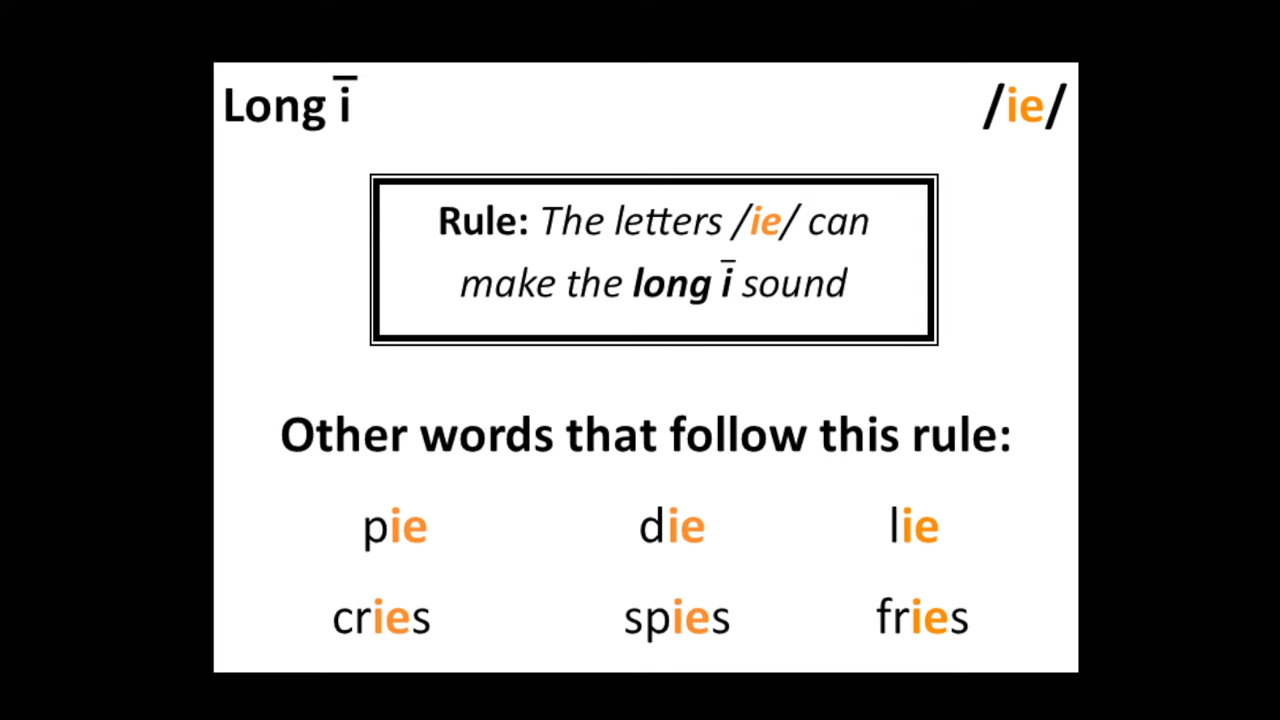 Long ī /ie/
Rule: The letters /ie/ can
make the long ī sound
Other words that follow this rule:
pie die lie
cries spies fries